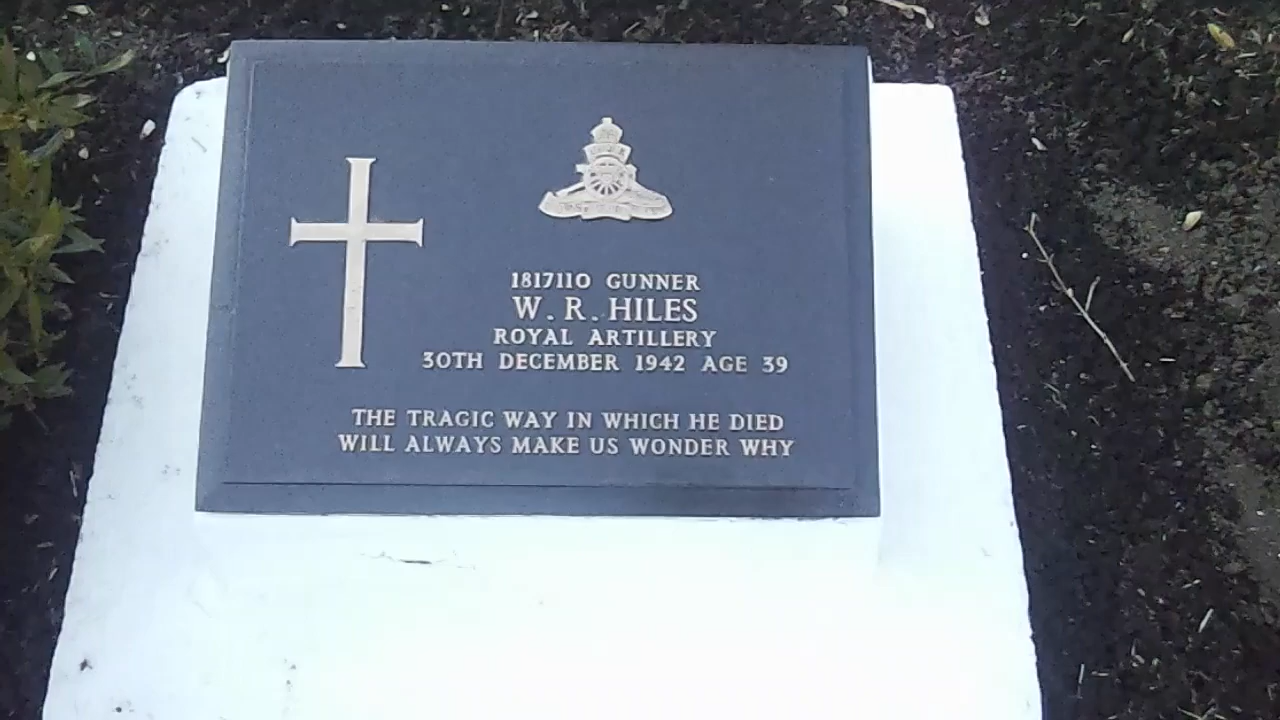 1817110 GUNNER
W. R. HILES
ROYAL ARTILLERY
30TH DECEMBER 1942 AGE 39
THE TRAGIC WAY IN WHICH HE DIED
WILL ALWAYS MAKE US WONDER WHY